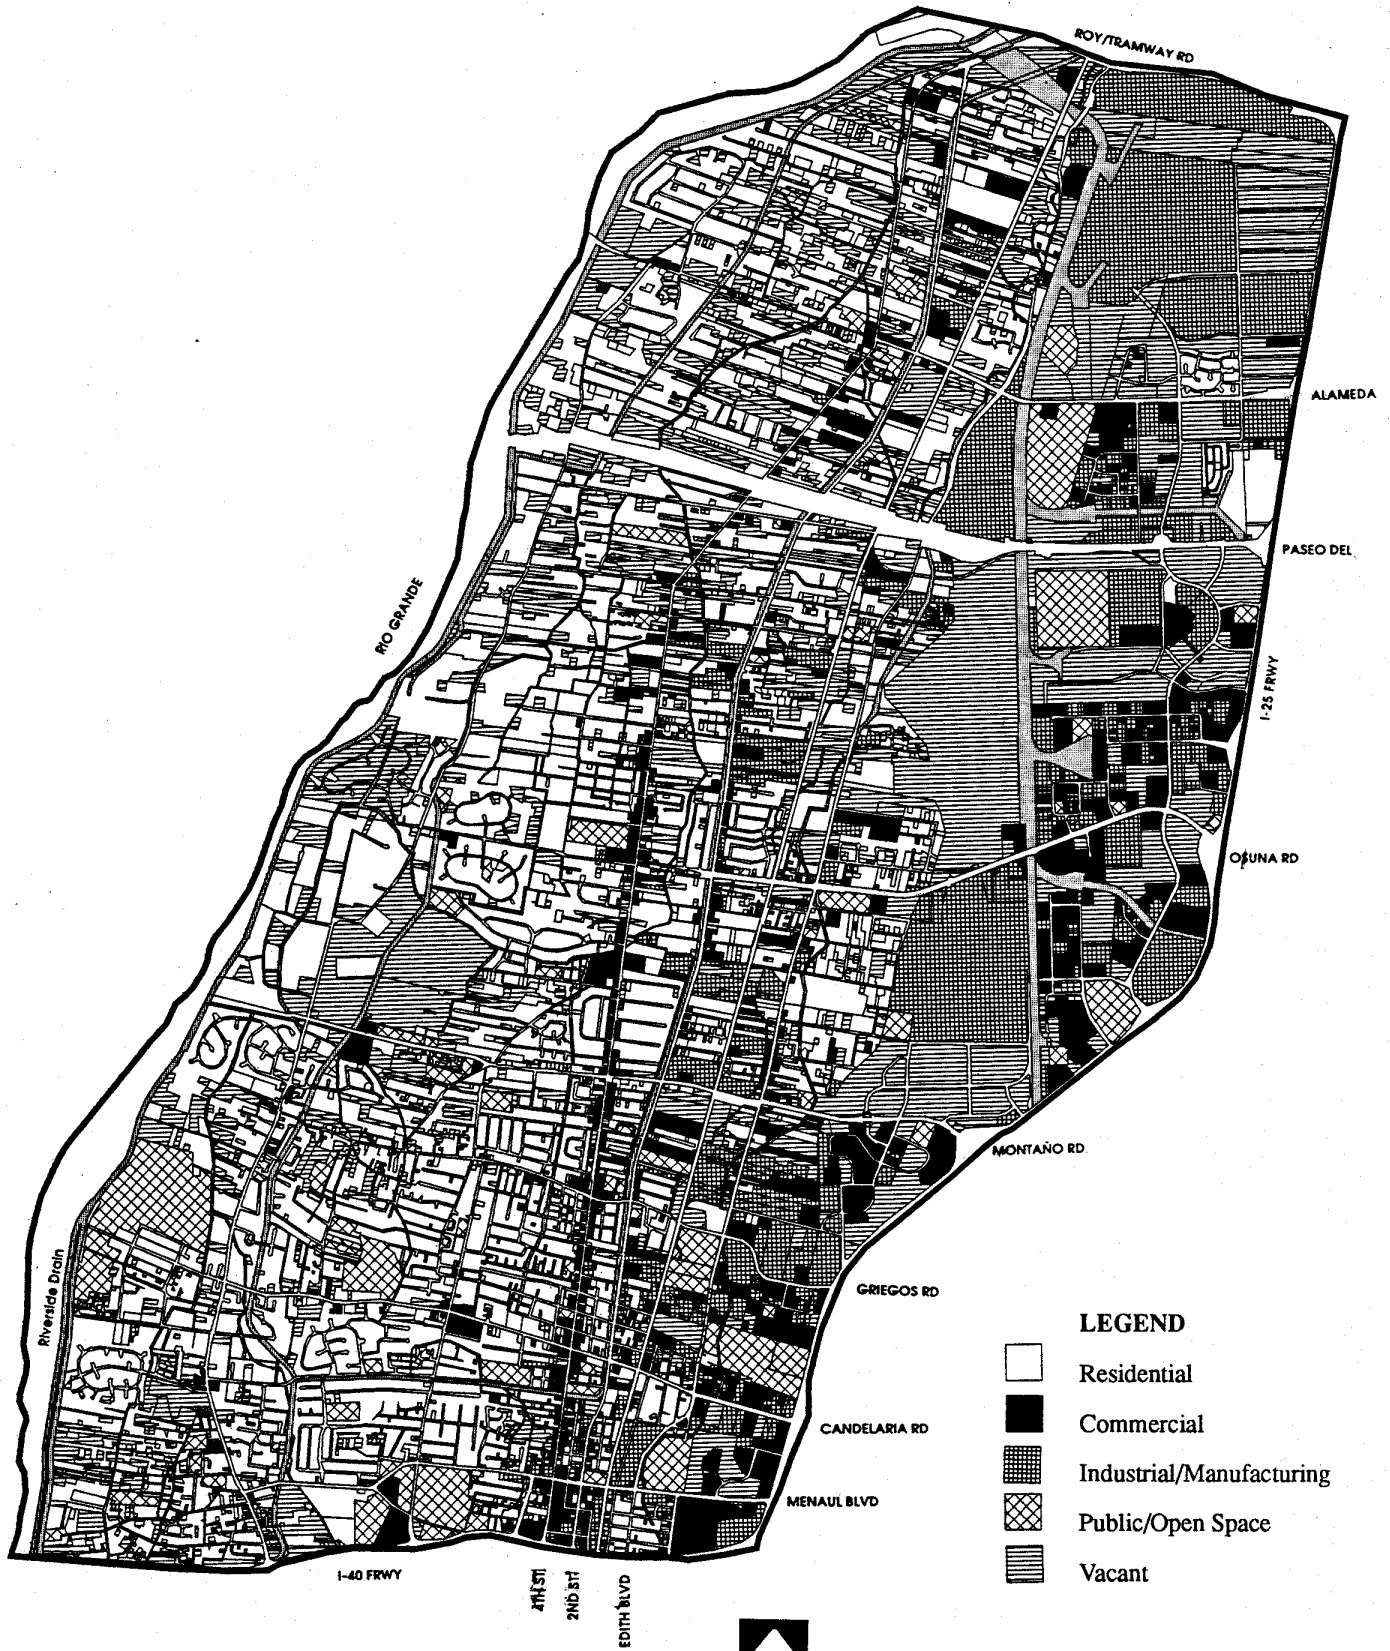 ROY/TRAMWAY RD
ALAMEDA
PASEO DEL
RIO GRANDE
I-25 FRWY
OSUNA RD
MONTAÑO RD
Riverside Drain
GRIEGOS RD
LEGEND
Residential
Commercial
Industrial/Manufacturing
Public/Open Space
Vacant
CANDELARIA RD
MENAUL BLVD
I-40 FRWY
4TH ST
2ND ST
EDITH BLVD